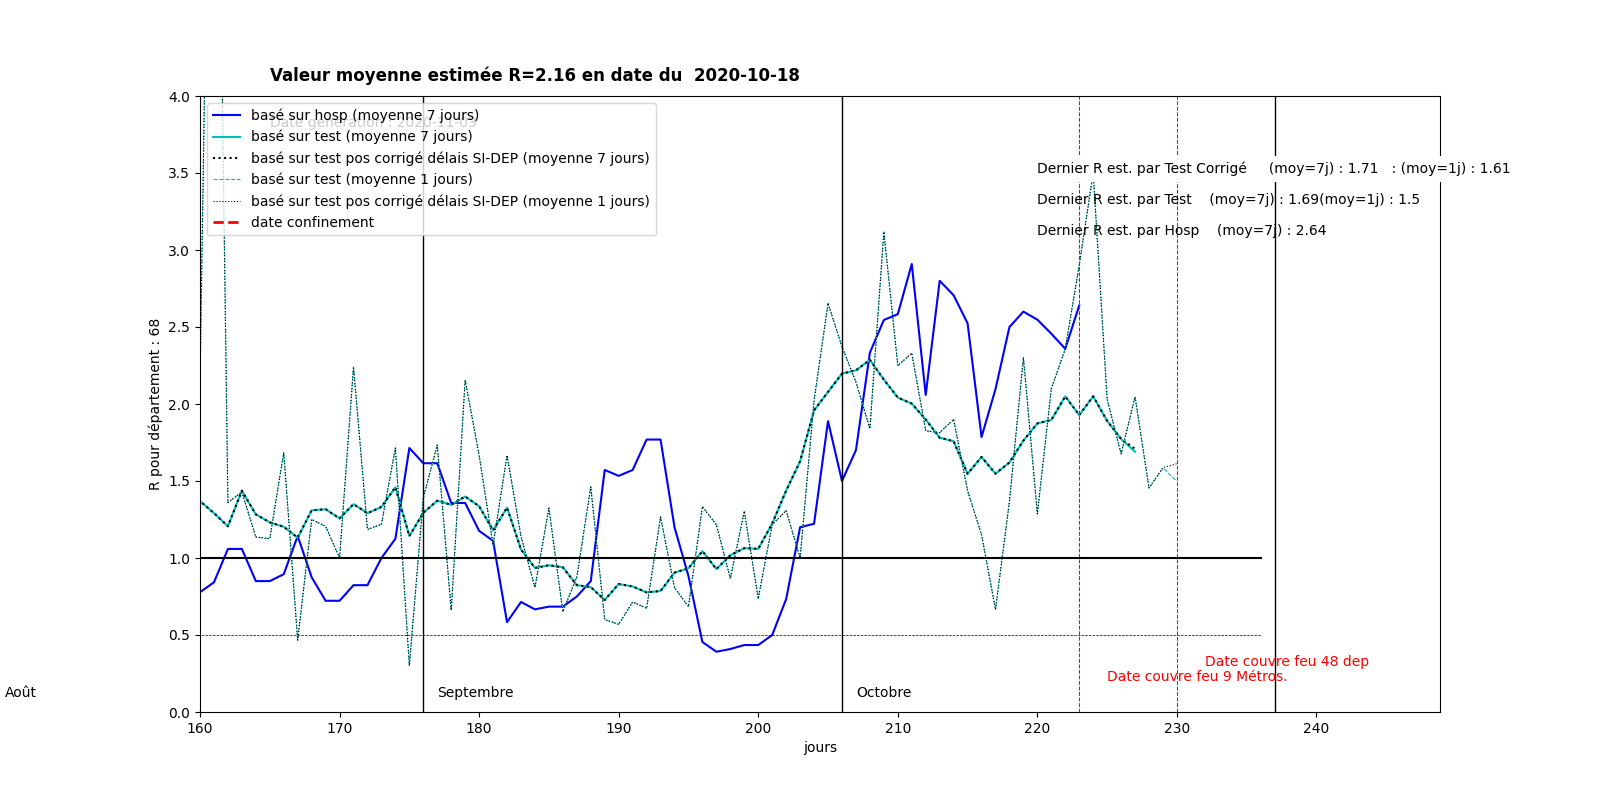 Valeur moyenne estimée R=2.16 en date du  2020-10-18
Date génération : 2020-11-03
basé sur hosp (moyenne 7 jours)
basé sur test (moyenne 7 jours)
basé sur test pos corrigé délais SI-DEP (moyenne 7 jours)
basé sur test (moyenne 1 jours)
basé sur test pos corrigé délais SI-DEP (moyenne 1 jours)
date confinement
Dernier R est. par Test Corrigé     (moy=7j) : 1.71   : (moy=1j) : 1.61
Dernier R est. par Test    (moy=7j) : 1.69(moy=1j) : 1.5
Dernier R est. par Hosp    (moy=7j) : 2.64
4.0
3.5
3.0
2.5
2.0
1.5
1.0
0.5
0.0
R pour département : 68
Date couvre feu 48 dep
Date couvre feu 9 Métros.
Août
Septembre
Octobre
160 170 180 190 200 210 220 230 240
jours